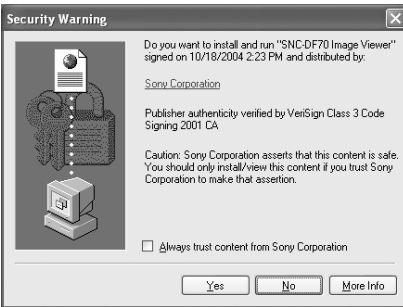 Security Warning
Do you want to install and run "SNC-DF70 Image Viewer"
signed on 10/18/2004 2:23 PM and distributed by:
Sony Corporation
Publisher authenticity verified by VeriSign Class 3 Code
Signing 2001 CA
Caution: Sony Corporation asserts that this content is safe.
You should only install/view this content if you trust Sony
Corporation to make that assertion.
Always trust content from Sony Corporation
Yes No More Info